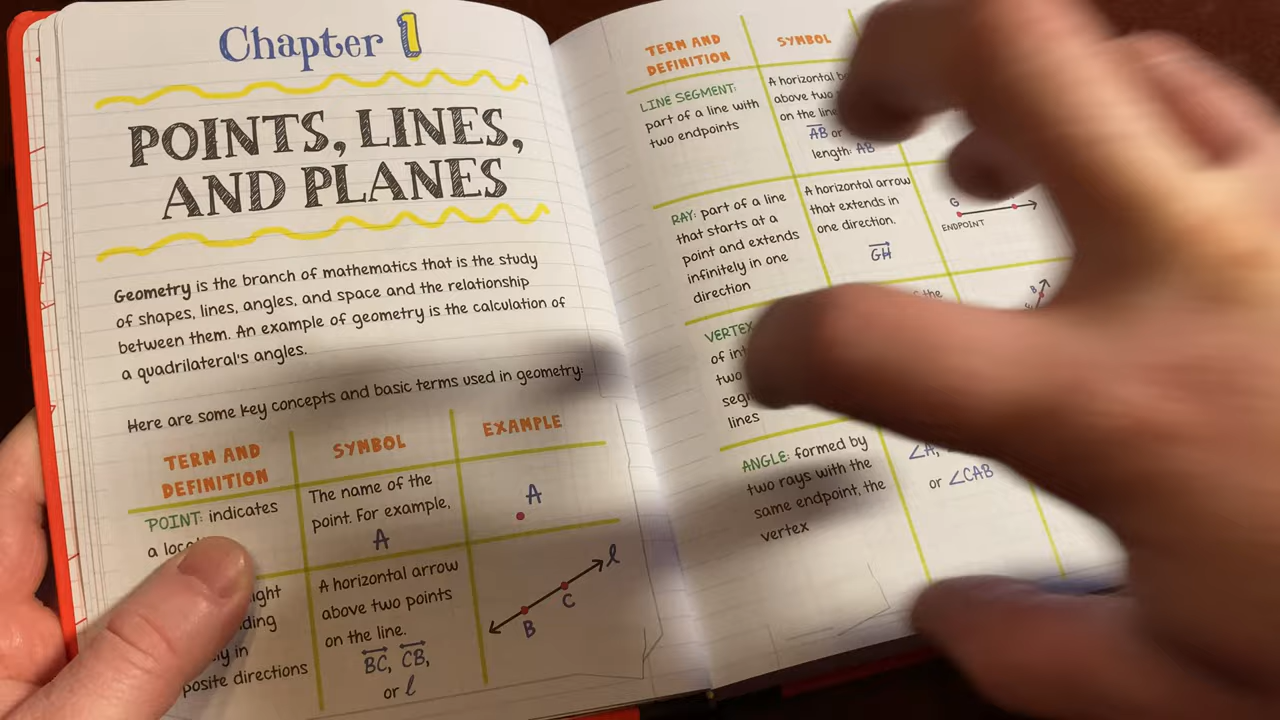 Chapter 1
POINTS, LINES,
AND PLANES
Geometry is the branch of mathematics that is the study
of shapes, lines, angles, and space and the relationship
between them. An example of geometry is the calculation of
a quadrilateral's angles.
Here are some key concepts and basic terms used in geometry:
TERM AND
DEFINITION
SYMBOL
EXAMPLE
POINT: indicates
a
The name of the
point. For example,
A
A
posite directions
A horizontal arrow
above two points
on the line.
BC, CB,
or l
B
C
l
TERM AND
DEFINITION
SYMBOL
LINE SEGMENT:
part of a line with
two endpoints
A horizontal
above two
on the line
AB or
length: AB
RAY: part of a line
that starts at a
point and extends
infinitely in one
direction
A horizontal arrow
that extends in
one direction.
GH
G
ENDPOINT
VERTEX
of
two
lines
the
B
ANGLE: formed by
two rays with the
same endpoint, the
vertex
∠A,
or ∠CAB